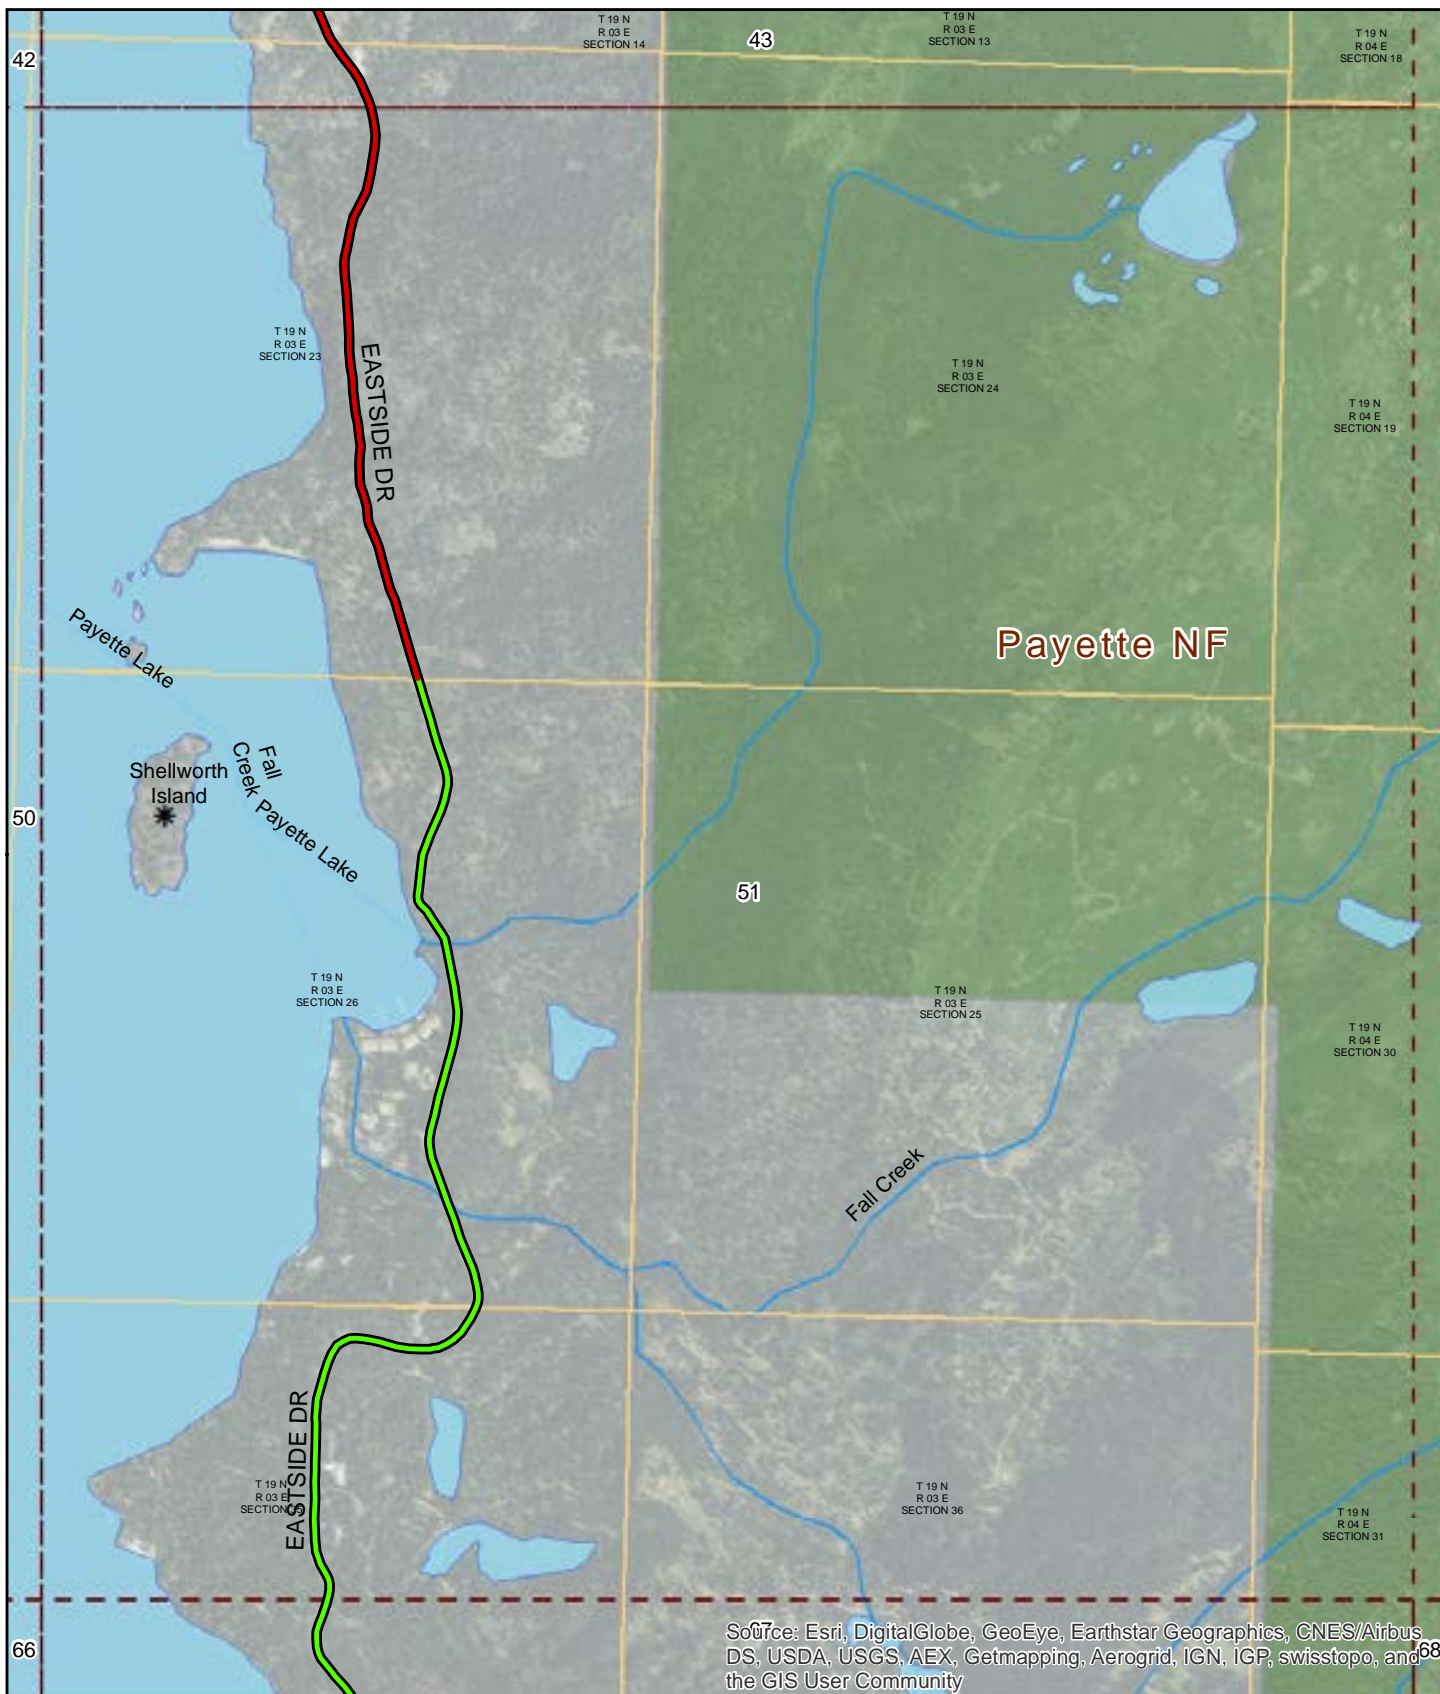 T 19 N
R 03 E
SECTION 14
43
T 19 N
R 03 E
SECTION 13
T 19 N
R 04 E
SECTION 18
42
T 19 N
R 03 E
SECTION 23
EASTSIDE DR
T 19 N
R 03 E
SECTION 24
T 19 N
R 04 E
SECTION 19
Payette Lake
Payette NF
Shellworth
Island
Fall
Creek
Payette Lake
50
51
T 19 N
R 03 E
SECTION 26
T 19 N
R 03 E
SECTION 25
T 19 N
R 04 E
SECTION 30
Fall Creek
EASTSIDE DR
T 19 N
R 03 E
SECTION 35
T 19 N
R 03 E
SECTION 36
T 19 N
R 04 E
SECTION 31
66
67
68
Source: Esri, DigitalGlobe, GeoEye, Earthstar Geographics, CNES/Airbus
DS, USDA, USGS, AEX, Getmapping, Aerogrid, IGN, IGP, swisstopo, and
the GIS User Community